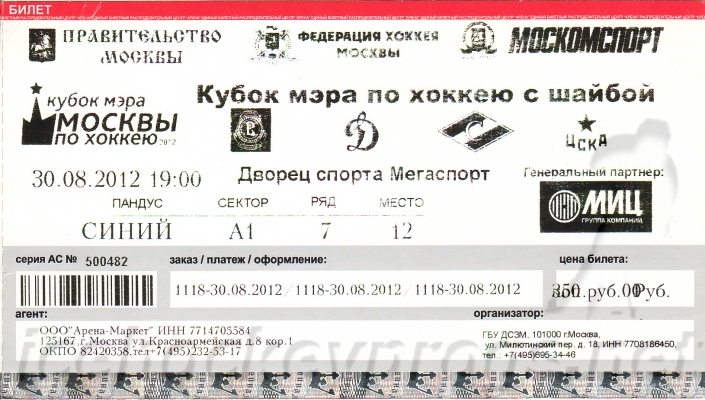 БИЛЕТ
ПРАВИТЕЛЬСТВО МОСКВЫ
ФЕДЕРАЦИЯ ХОККЕЯ МОСКВЫ
МОСКОМСПОРТ
КУБОК МЭРА
МОСКВЫ
ПО ХОККЕЮ 2012
Кубок мэра по хоккею с шайбой
ЦСКА
30.08.2012 19:00
Дворец спорта Мегаспорт
Генеральный партнер:
МИЦ
ГРУППА КОМПАНИЙ
ПАНДУС СЕКТОР РЯД МЕСТО
СИНИЙ А1 7 12
серия АС № 500482
заказ / платеж / оформление:
цена билета:
1118-30.08.2012 / 1118-30.08.2012 / 1118-30.08.2012
руб.00 Руб.
агент:
организатор:
ООО"Арена-Маркет" ИНН 7714705584
125167,г.Москва ул.Красноармейская д.8 кор.1
ОКПО 82420358,тел+7(495)232-53-17
ГБУ ДСЗМ, 101000 г.Москва,
ул. Милютинский пер. д. 18, ИНН 7708186450,
тел.: +7(495)695-34-46